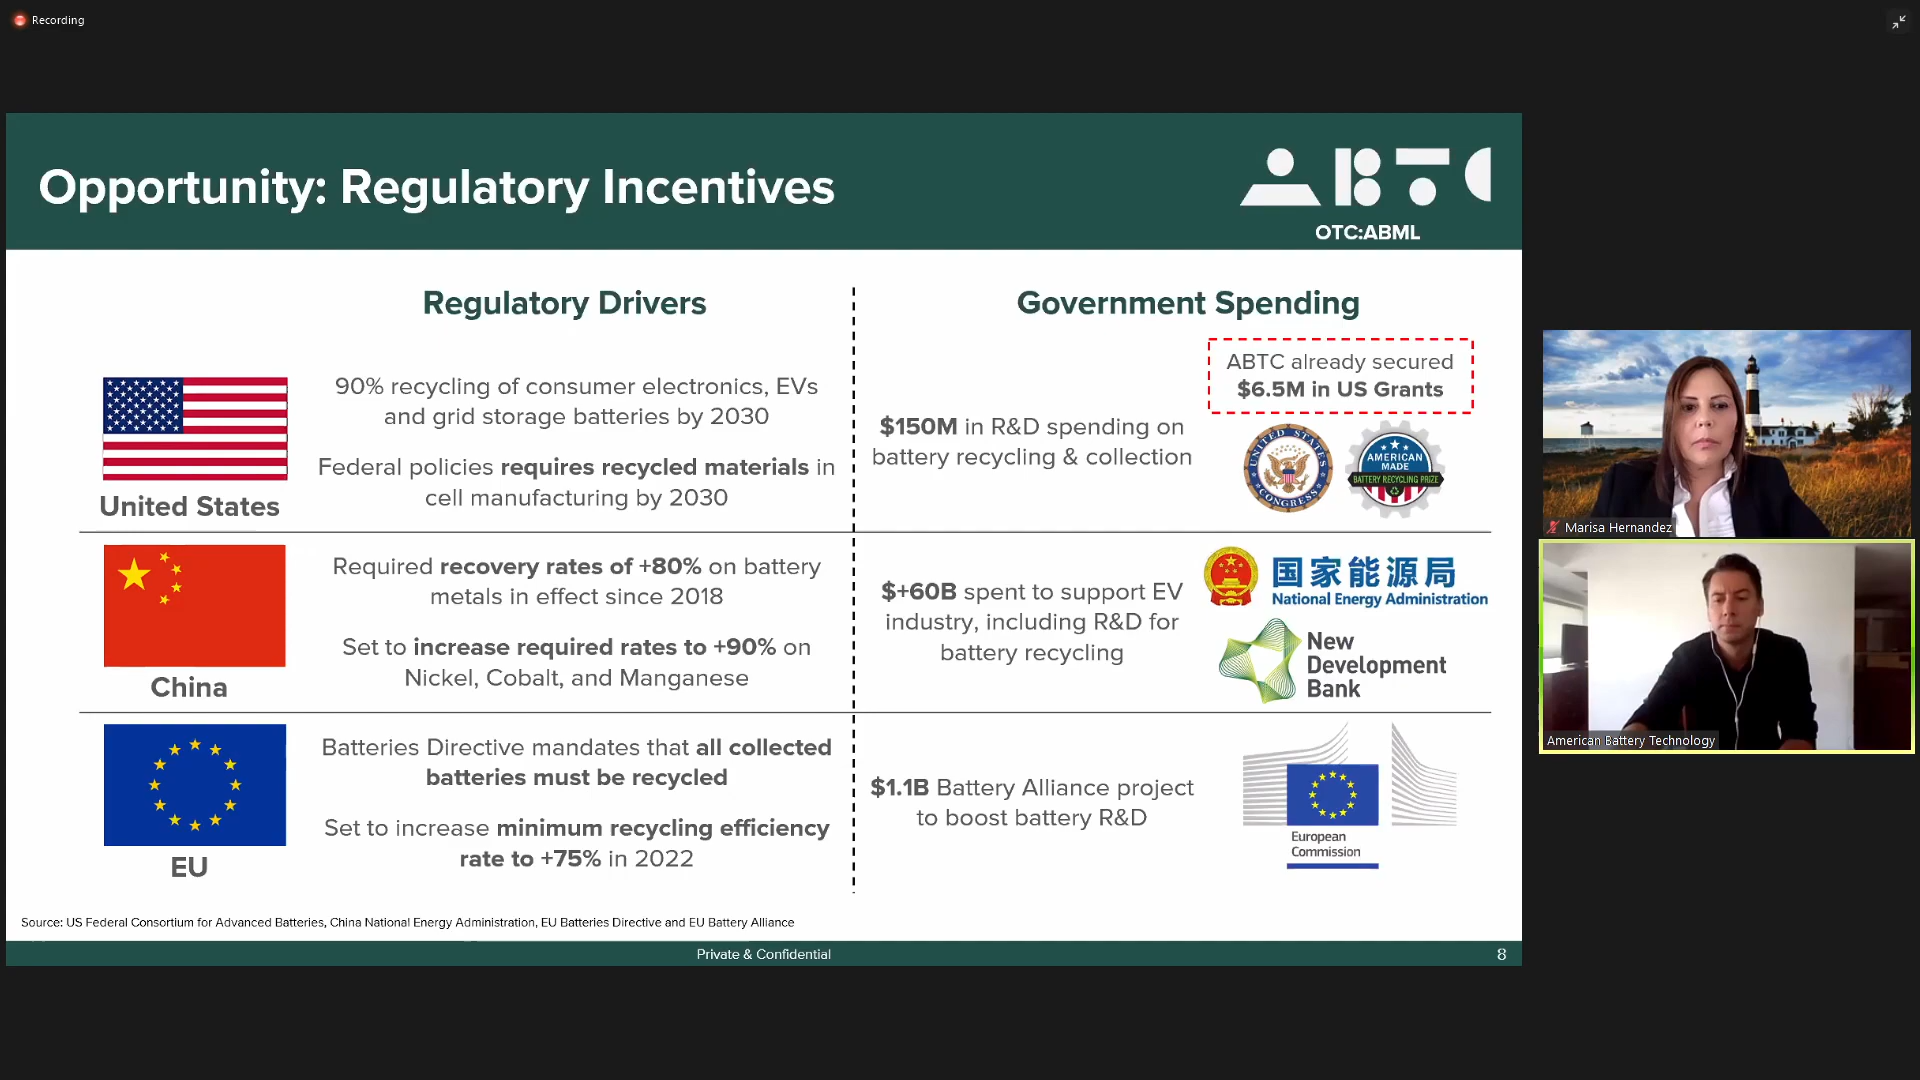 Recording
Opportunity: Regulatory Incentives
ABTC
OTC:ABML
Regulatory Drivers
Government Spending
90% recycling of consumer electronics, EVs
and grid storage batteries by 2030
Federal policies requires recycled materials in
cell manufacturing by 2030
United States
ABTC already secured
$6.5M in US Grants
$150M in R&D spending on
battery recycling & collection
UNITED STATES
CONGRESS
AMERICAN
MADE
BATTERY RECYCLING PRIZE
Required recovery rates of +80% on battery
metals in effect since 2018
Set to increase required rates to +90% on
Nickel, Cobalt, and Manganese
China
$+60B spent to support EV
industry, including R&D for
battery recycling
国家能源局
National Energy Administration
New
Development
Bank
Batteries Directive mandates that all collected
batteries must be recycled
Set to increase minimum recycling efficiency
rate to +75% in 2022
EU
$1.1B Battery Alliance project
to boost battery R&D
European
Commission
Source: US Federal Consortium for Advanced Batteries, China National Energy Administration, EU Batteries Directive and EU Battery Alliance
Private & Confidential
8
Marisa Hernandez
American Battery Technology